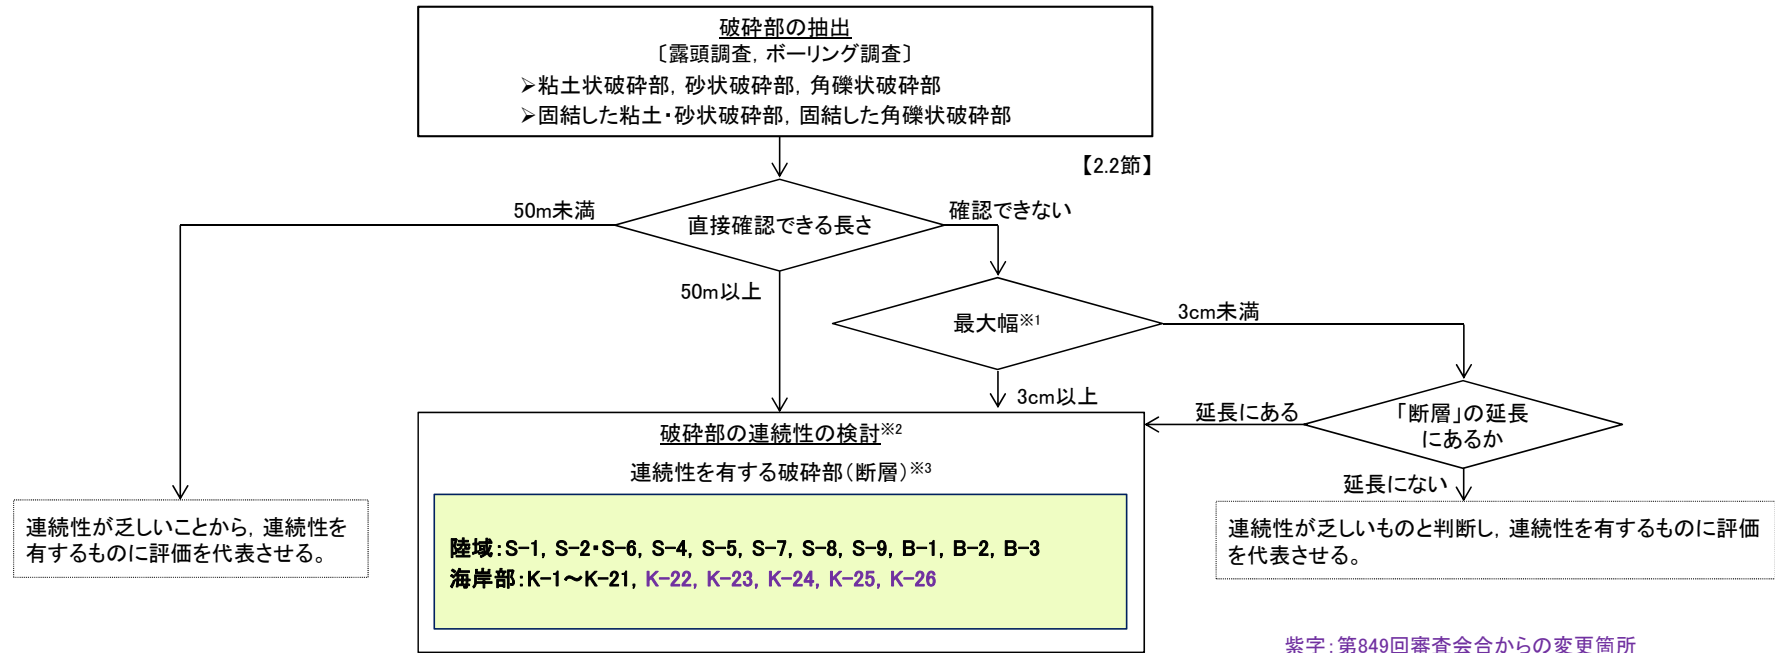 破砕部の抽出
〔露頭調査, ボーリング調査〕
➢粘土状破砕部, 砂状破砕部, 角礫状破砕部
➢固結した粘土・砂状破砕部, 固結した角礫状破砕部
【2.2節】
50m未満
直接確認できる長さ
確認できない
50m以上
最大幅※1
3cm未満
3cm以上
延長にある
「断層」の延長
にあるか
延長にない
破砕部の連続性の検討※2
連続性を有する破砕部(断層)※3
陸域:S-1, S-2・S-6, S-4, S-5, S-7, S-8, S-9, B-1, B-2, B-3
海岸部:K-1～K-21, K-22, K-23, K-24, K-25, K-26
連続性が乏しいことから, 連続性を
有するものに評価を代表させる。
連続性が乏しいものと判断し, 連続性を有するものに評価
を代表させる。
紫字:第849回審査会合からの変更箇所